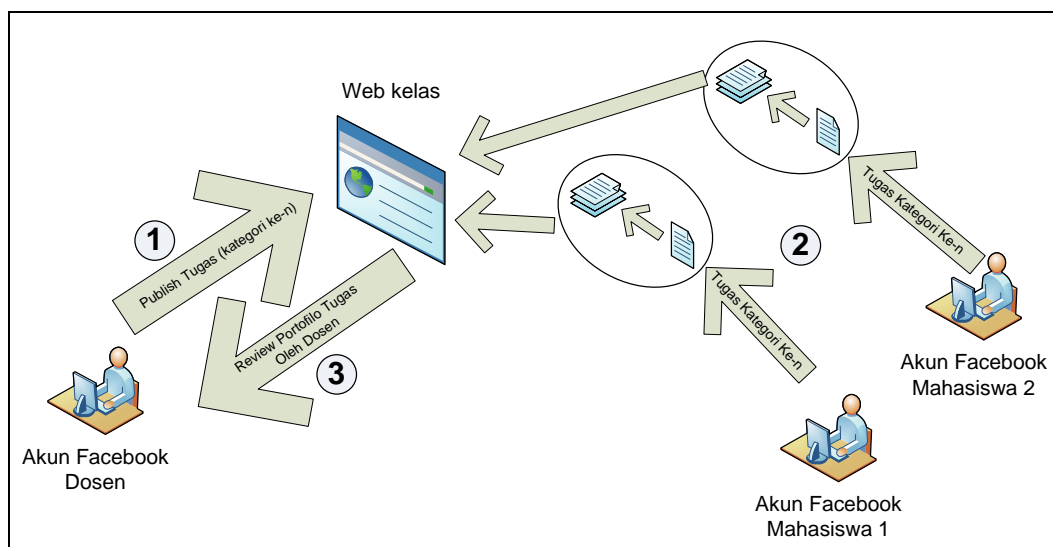 Web kelas
1
Publish Tugas (kategori ke-n)
Review Portofilo Tugas
Oleh Dosen
3
2
Tugas Kategori Ke-n
Tugas Kategori Ke-n
Akun Facebook
Dosen
Akun Facebook
Mahasiswa 1
Akun Facebook
Mahasiswa 2